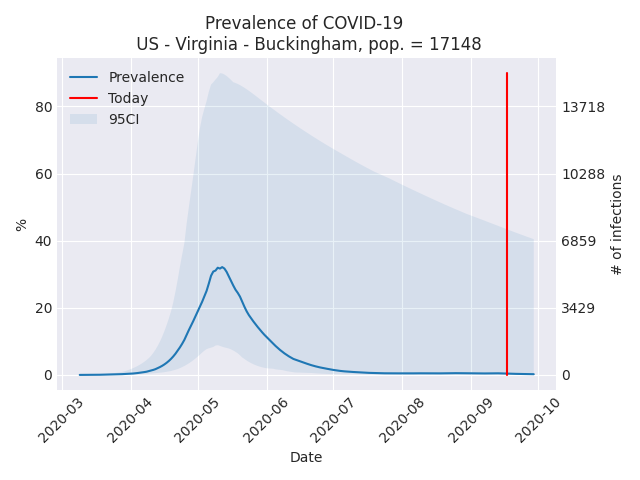 Prevalence of COVID-19
US - Virginia - Buckingham, pop. = 17148
Prevalence
Today
95CI
80
60
40
20
0
%
13718
10288
6859
3429
0
# of infections
2020-03
2020-04
2020-05
2020-06
2020-07
2020-08
2020-09
2020-10
Date